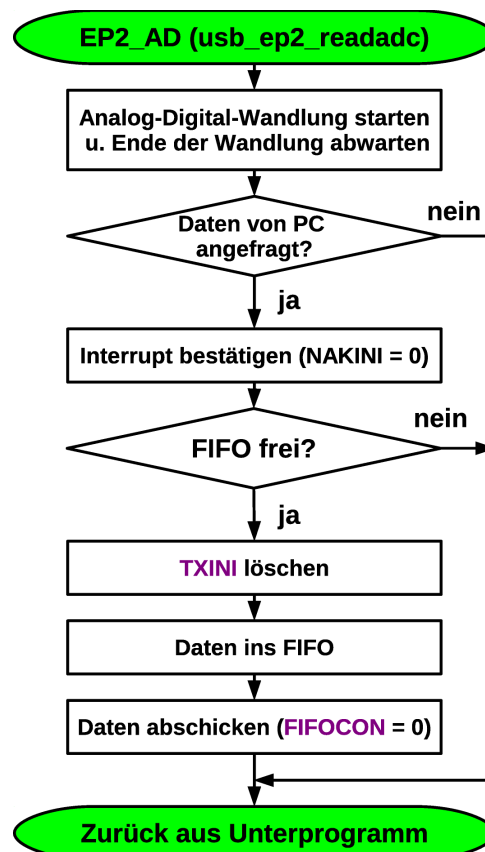 EP2_AD (usb_ep2_readadc)
Analog-Digital-Wandlung starten
u. Ende der Wandlung abwarten
Daten von PC
angefragt?
nein
ja
Interrupt bestätigen (NAKINI = 0)
nein
FIFO frei?
ja
TXINI löschen
Daten ins FIFO
Daten abschicken (FIFOCON = 0)
Zurück aus Unterprogramm